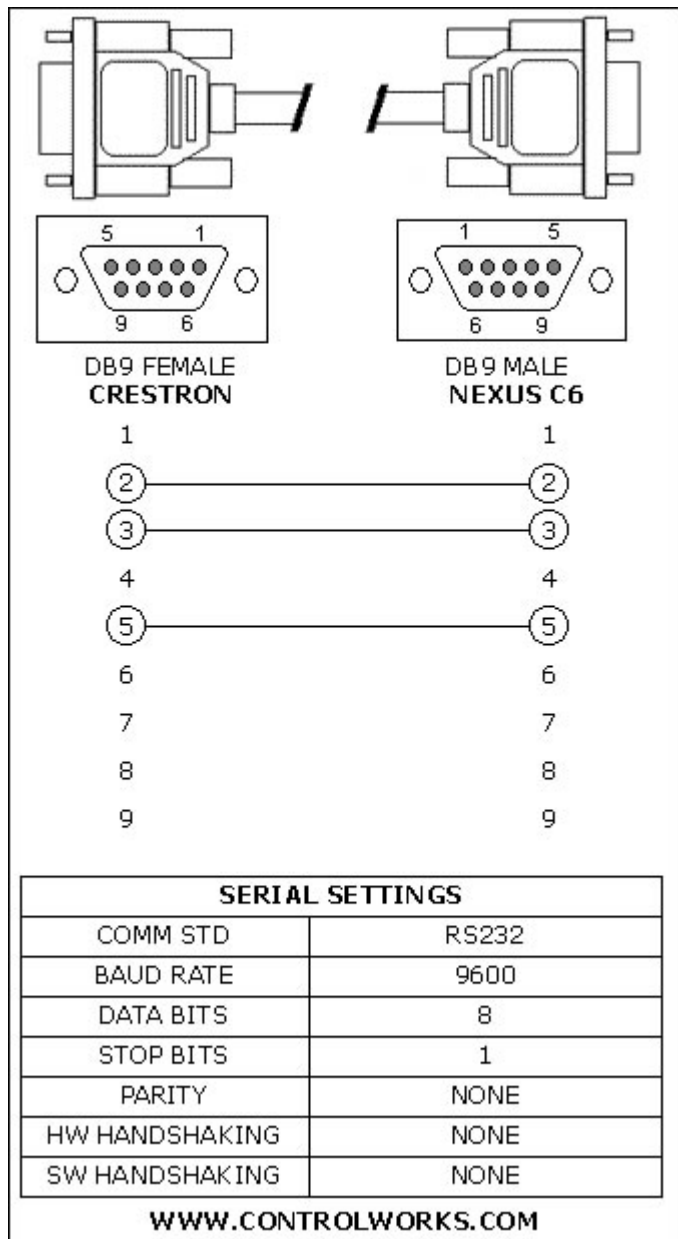 5 1
1 5
9 6
6 9
DB9 FEMALE
CRESTRON
DB9 MALE
NEXUS C6
1 1
2 2
3 3
4 4
5 5
6 6
7 7
8 8
9 9
SERIAL SETTINGS
COMM STD RS232
BAUD RATE 9600
DATA BITS 8
STOP BITS 1
PARITY NONE
HW HANDSHAKING NONE
SW HANDSHAKING NONE
WWW.CONTROLWORKS.COM